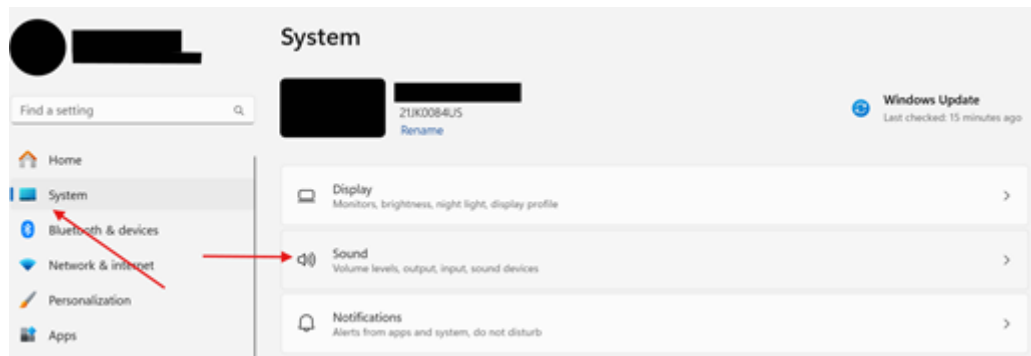 System
21JK0084US
Rename
Windows Update
Last checked: 15 minutes ago
Find a setting
Home
System
Bluetooth & devices
Network & internet
Personalization
Apps
Display
Monitors, brightness, night light, display profile
Sound
Volume levels, output, input, sound devices
Notifications
Alerts from apps and system, do not disturb